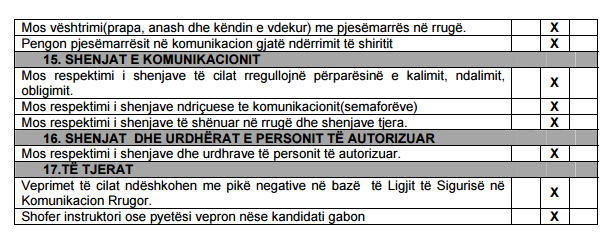 Mos vështrimi(prapa, anash dhe këndin e vdekur) me pjesëmarrës në rrugë. X
Pengon pjesëmarrësit në komunikacion gjatë ndërrimit të shiritit X
15. SHENJAT E KOMUNIKACIONIT
Mos respektimi i shenjave të cilat rregullojnë përparësinë e kalimit, ndalimit,
obligimit. X
Mos respektimi i shenjave ndriçuese te komunikacionit(semaforëve) X
Mos respektimi i shenjave të shënuar në rrugë dhe shenjave tjera. X
16. SHENJAT DHE URDHËRAT E PERSONIT TË AUTORIZUAR
Mos respektimi i shenjave dhe urdhrave të personit të autorizuar. X
17.TË TJERAT
Veprimet të cilat ndëshkohen me pikë negative në bazë të Ligjit të Sigurisë në
Komunikacion Rrugor. X
Shofer instruktori ose pyetësi vepron nëse kandidati gabon X